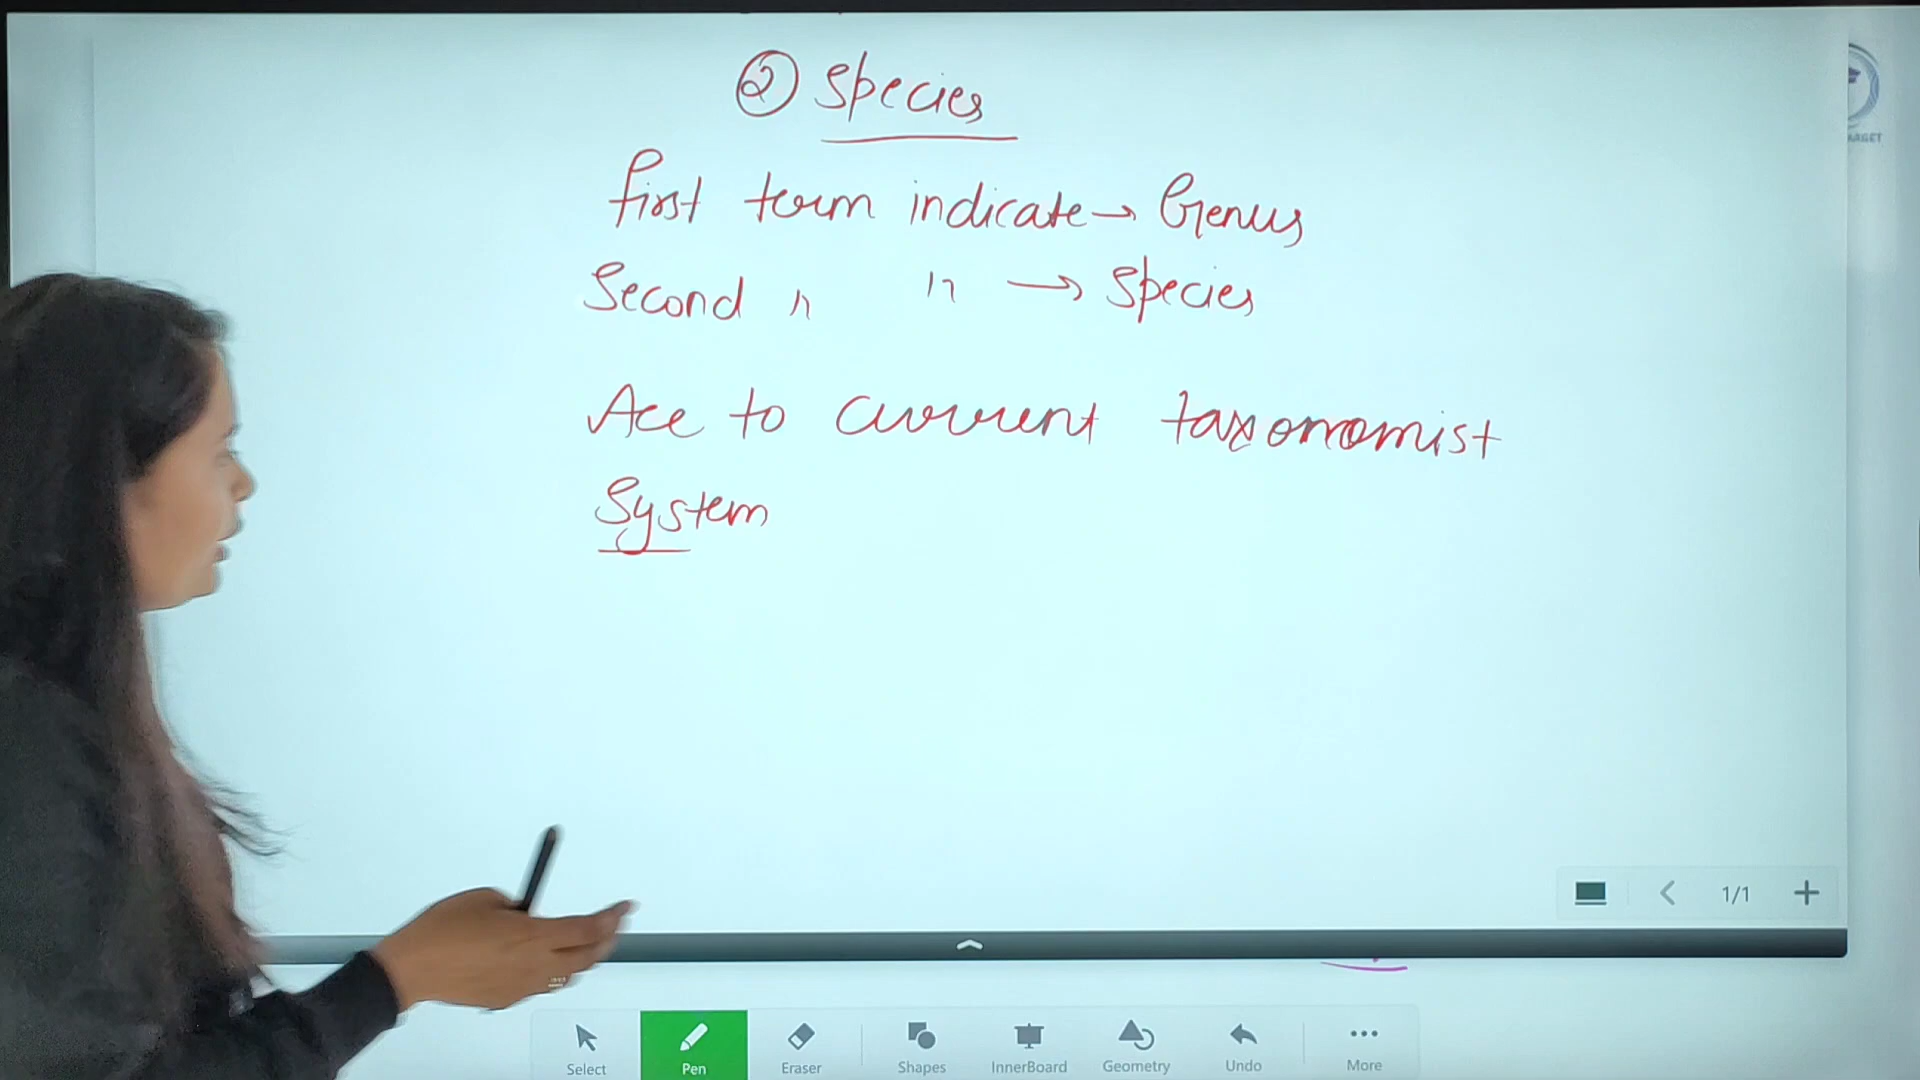 ② Species
First term indicate → Genus
Second " " → Species
Acc to current taxonomist
System
1/1
Select
Pen
Eraser
Shapes
InnerBoard
Geometry
Undo
More